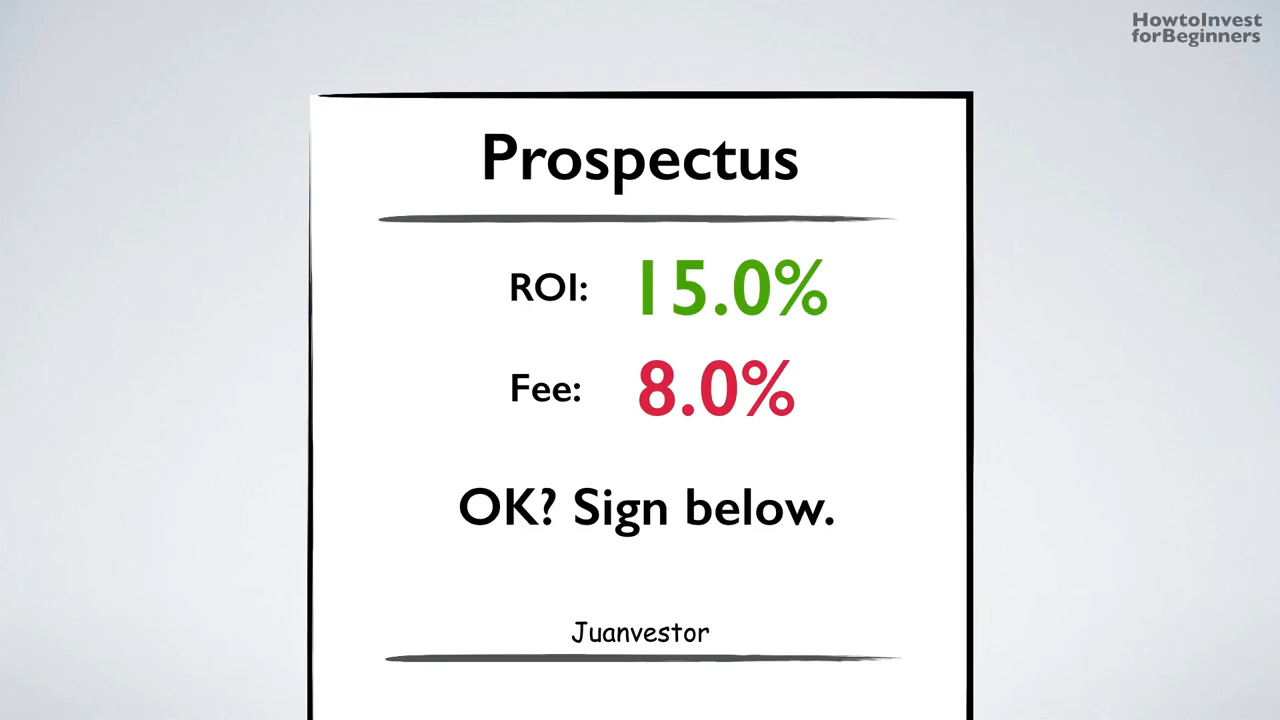 HowtoInvest
forBeginners
Prospectus
ROI: 15.0%
Fee: 8.0%
OK? Sign below.
Juanvestor